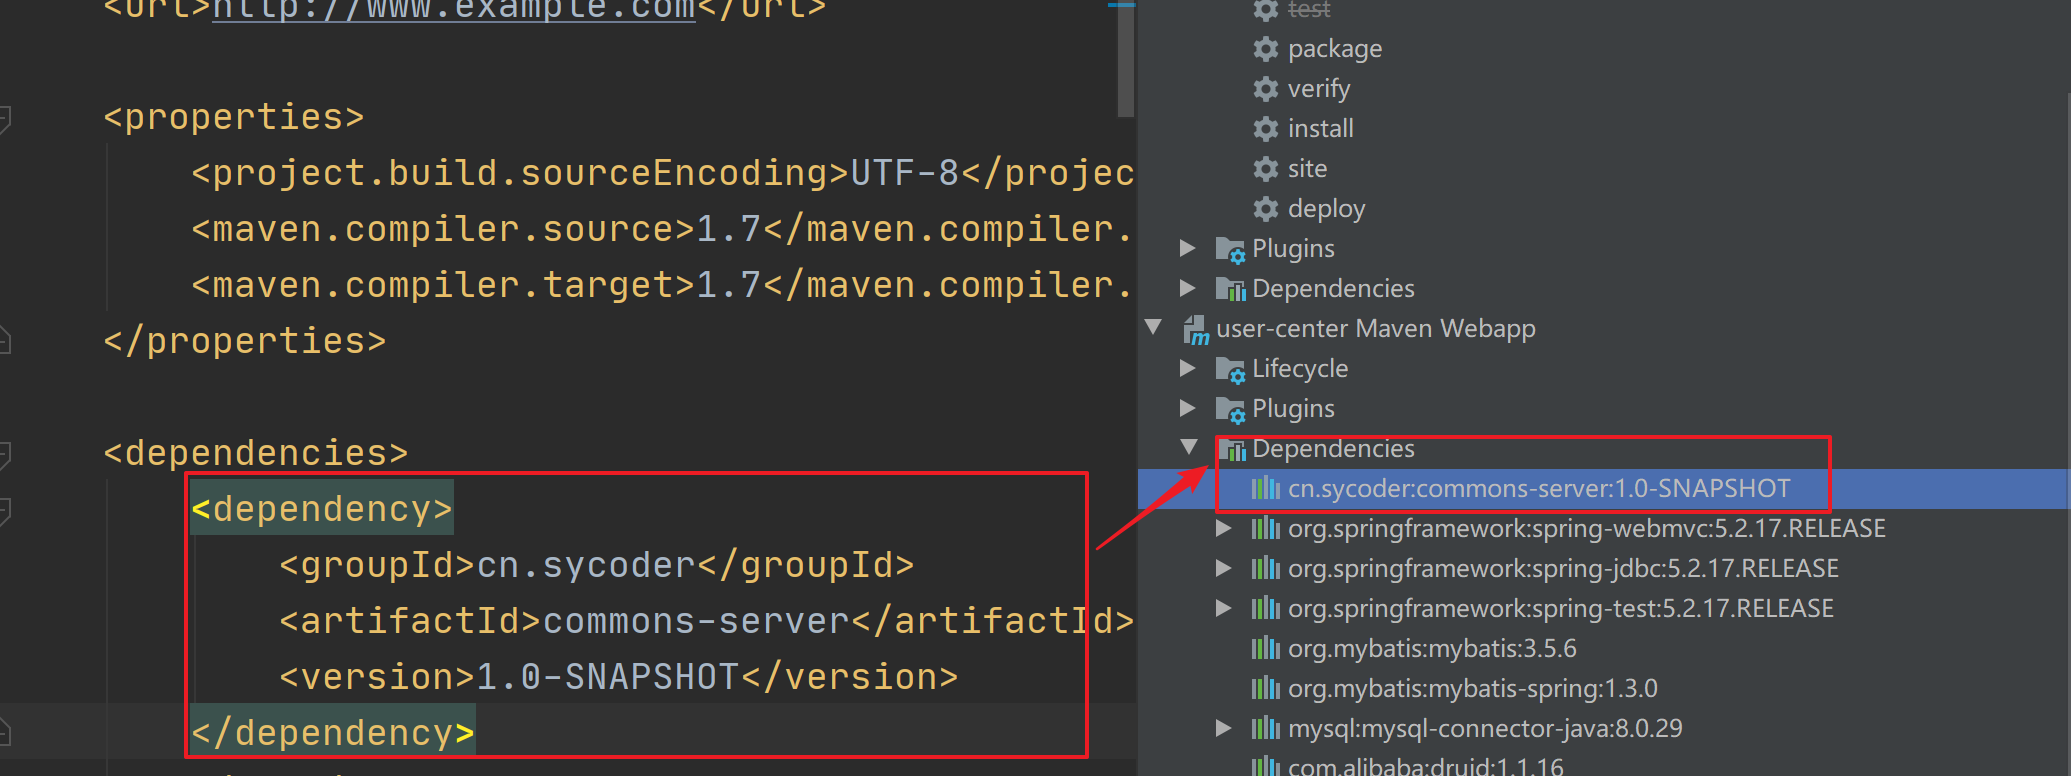 <url>http://www.example.com</url>
<properties>
<project.build.sourceEncoding>UTF-8</projec
<maven.compiler.source>1.7</maven.compiler.
<maven.compiler.target>1.7</maven.compiler.
</properties>
<dependencies>
<dependency>
<groupId>cn.sycoder</groupId>
<artifactId>commons-server</artifactId>
<version>1.0-SNAPSHOT</version>
</dependency>
test
package
verify
install
site
deploy
Plugins
Dependencies
user-center Maven Webapp
Lifecycle
Plugins
Dependencies
cn.sycoder:commons-server:1.0-SNAPSHOT
org.springframework:spring-webmvc:5.2.17.RELEASE
org.springframework:spring-jdbc:5.2.17.RELEASE
org.springframework:spring-test:5.2.17.RELEASE
org.mybatis:mybatis:3.5.6
org.mybatis:mybatis-spring:1.3.0
mysql:mysql-connector-java:8.0.29
com.alibaba:druid:1.1.16